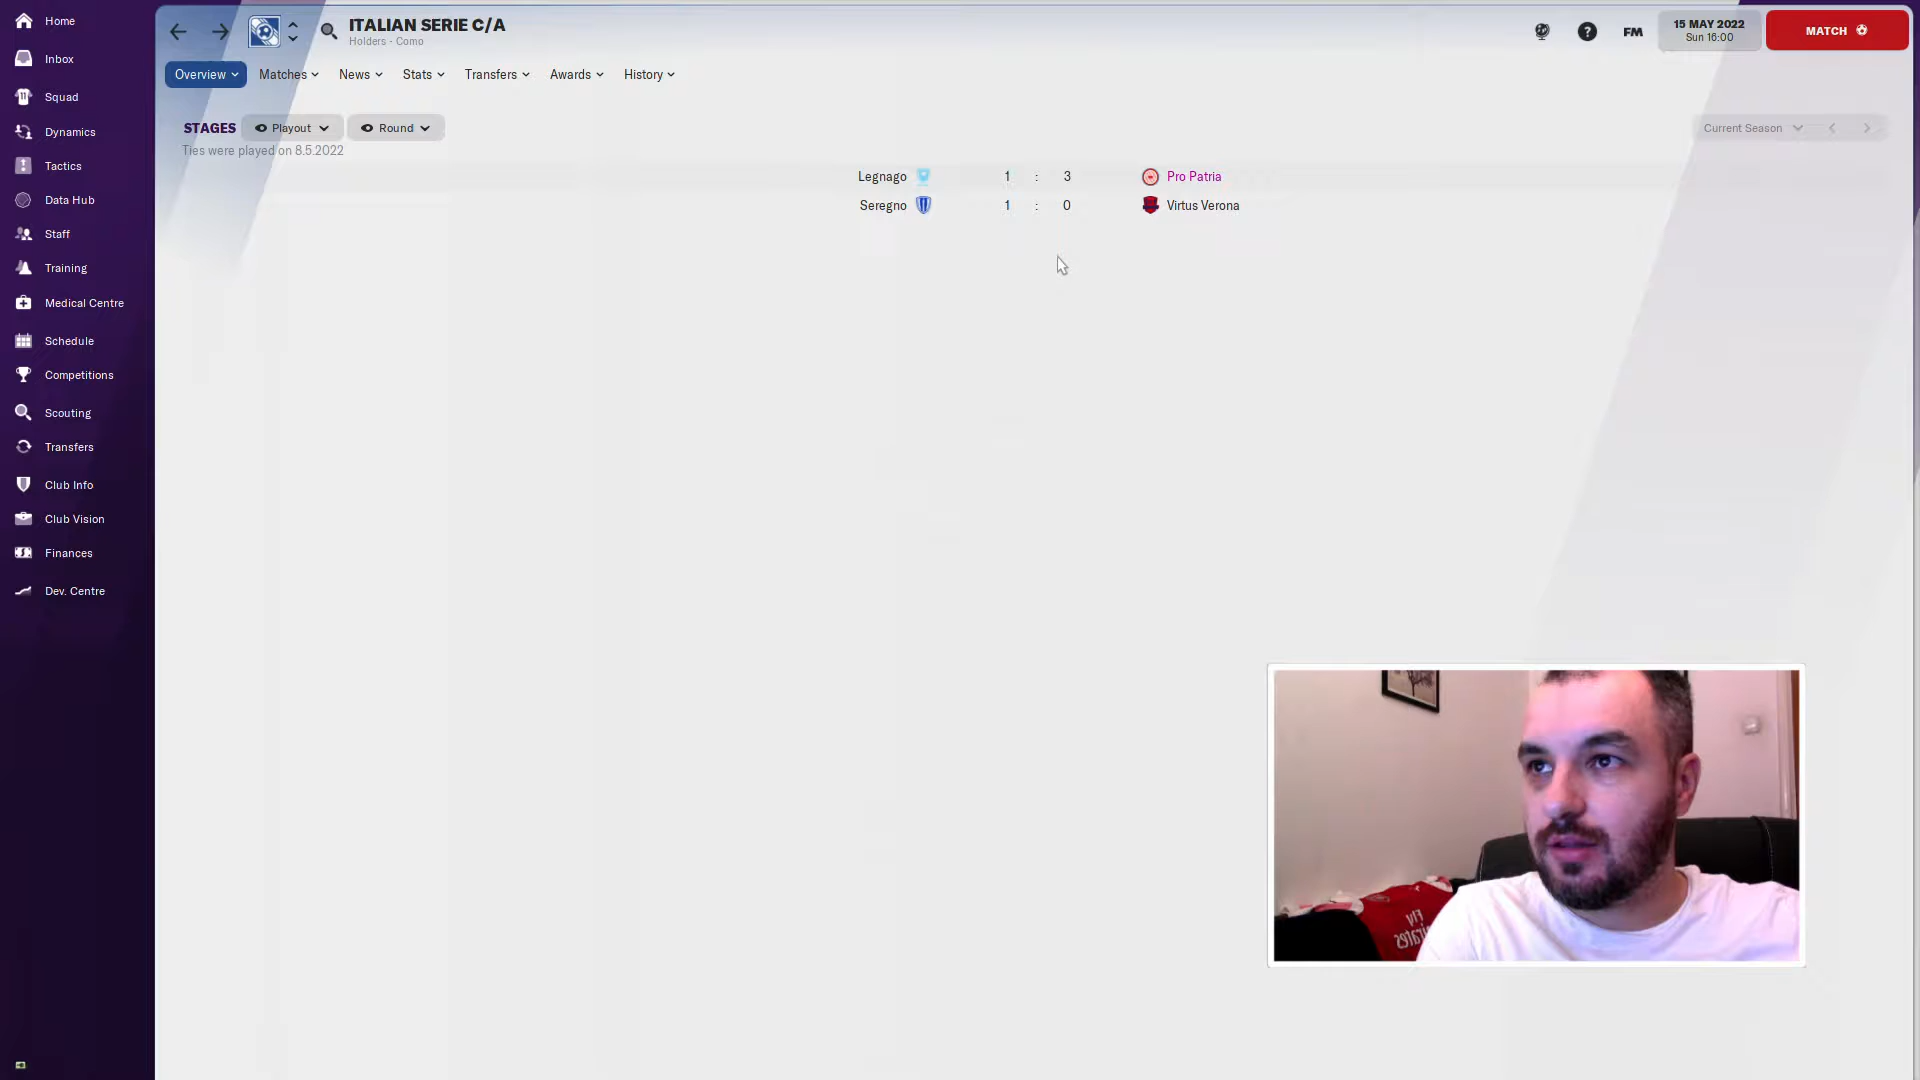 Home
Inbox
Squad
Dynamics
Tactics
Data Hub
Staff
Training
Medical Centre
Schedule
Competitions
Scouting
Transfers
Club Info
Club Vision
Finances
Dev. Centre
ITALIAN SERIE C/A
Holders - Como
FM
15 MAY 2022
Sun 16:00
MATCH
Overview Matches News Stats Transfers Awards History
STAGES Playout Round Current Season
Ties were played on 8.5.2022
Legnago 1 : 3 Pro Patria
Seregno 1 : 0 Virtus Verona
Fly